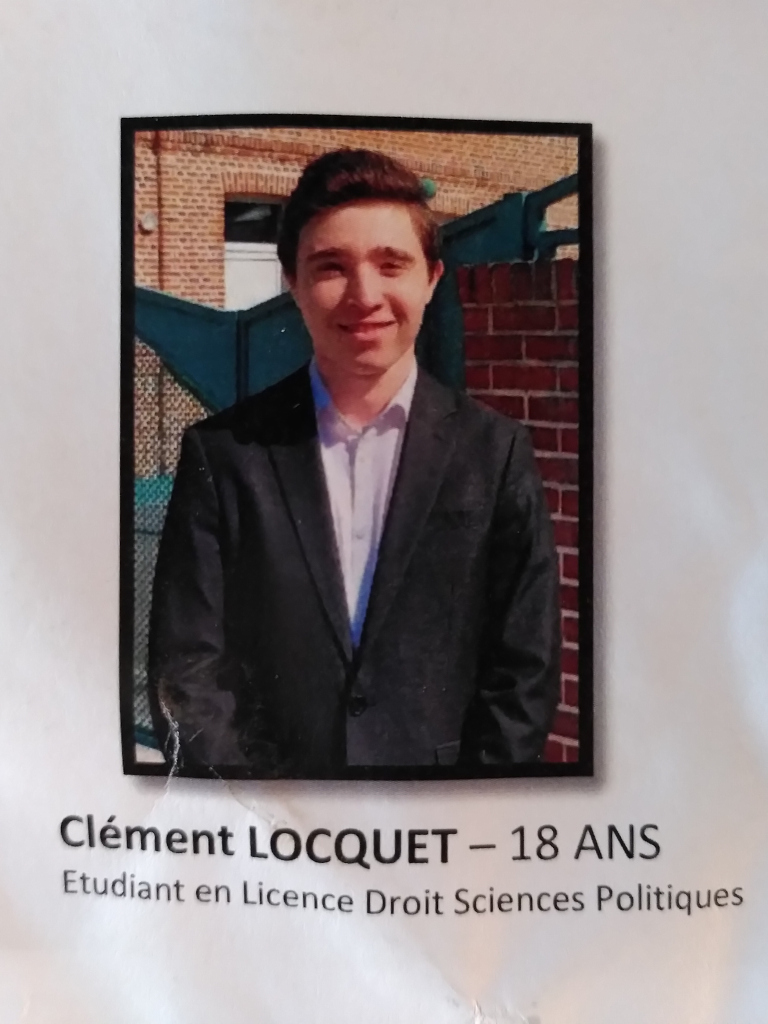 Clément LOCQUET – 18 ANS
Etudiant en Licence Droit Sciences Politiques